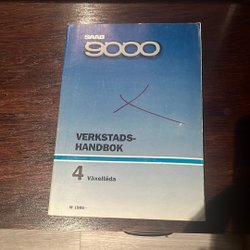 SAAB
9000
VERKSTADS-
HANDBOK
4 Växellåda